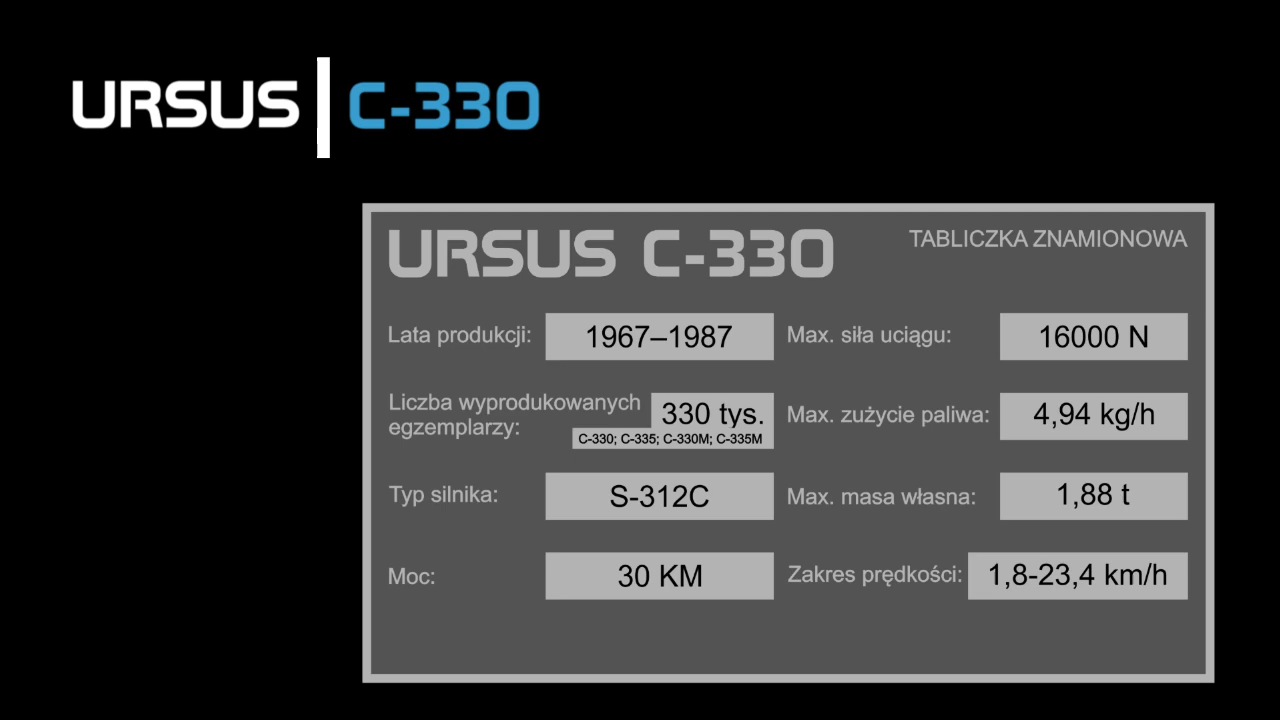 URSUS | C-330
URSUS C-330
TABLICZKA ZNAMIONOWA
Lata produkcji: 1967–1987
Max. siła uciągu: 16000 N
Liczba wyprodukowanych
egzemplarzy: 330 tys.
C-330; C-335; C-330M; C-335M
Max. zużycie paliwa: 4,94 kg/h
Typ silnika: S-312C
Max. masa własna: 1,88 t
Moc: 30 KM
Zakres prędkości: 1,8-23,4 km/h